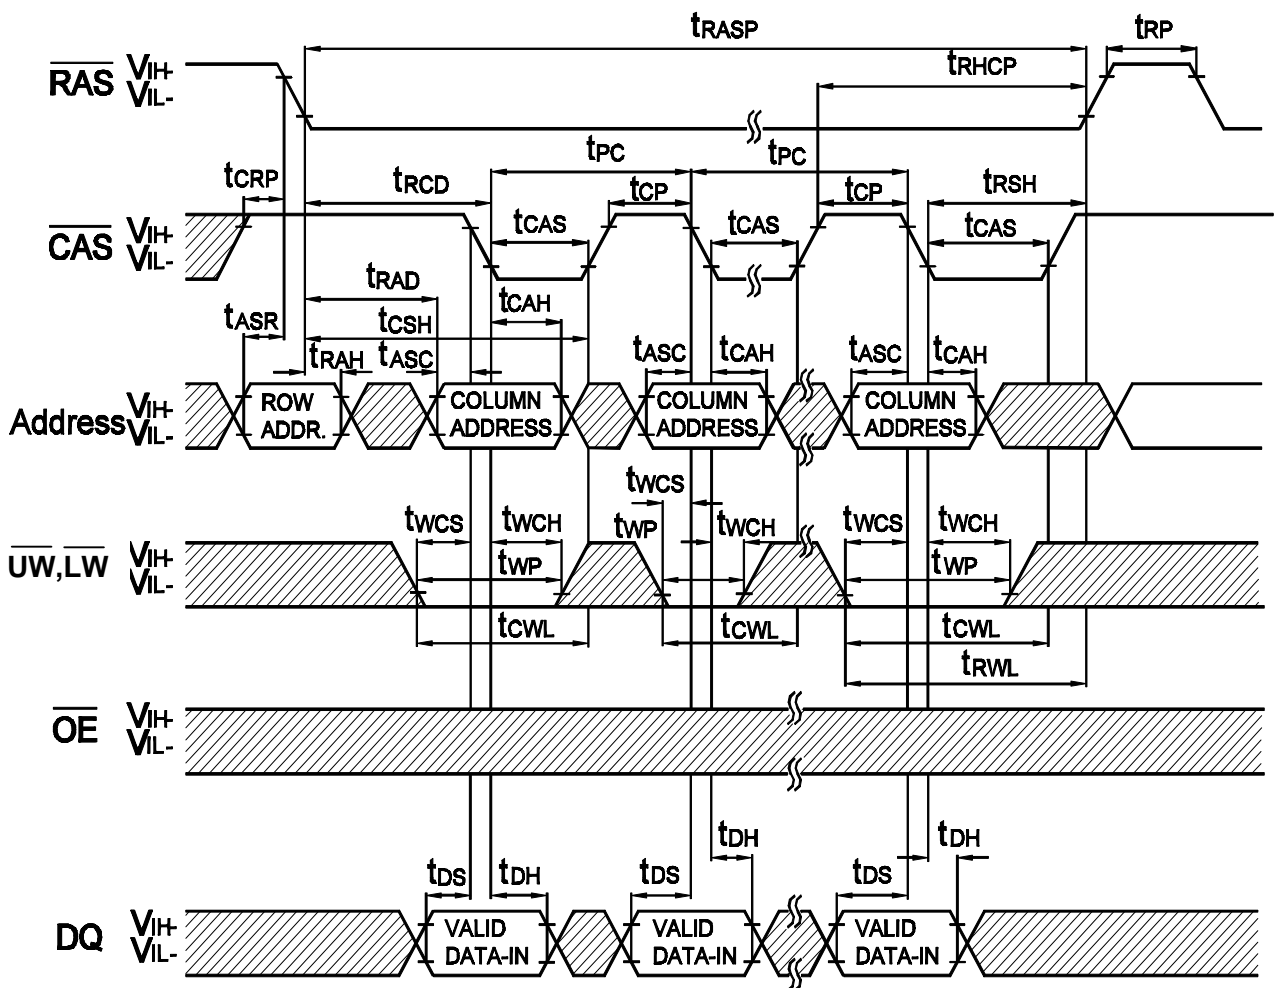 tRASP
tRP
tRHCP
RAS VIH-
VIL-
tPC tPC
tCRP tRCD tCP tCP tRSH
tCAS tCAS tCAS
CAS VIH-
VIL-
tRAD
tASR tCAH
tCSH
tRAH tASC tASC tCAH tASC tCAH
Address VIH-
VIL-
ROW
ADDR.
COLUMN
ADDRESS
COLUMN
ADDRESS
COLUMN
ADDRESS
tWCS
tWCS tWCH tWP tWCH tWCS tWCH
UW,LW VIH-
VIL-
tWP tWP
tCWL tCWL tCWL
tRWL
OE VIH-
VIL-
tDH tDH
tDS tDH tDS tDS
DQ VIH-
VIL-
VALID
DATA-IN
VALID
DATA-IN
VALID
DATA-IN